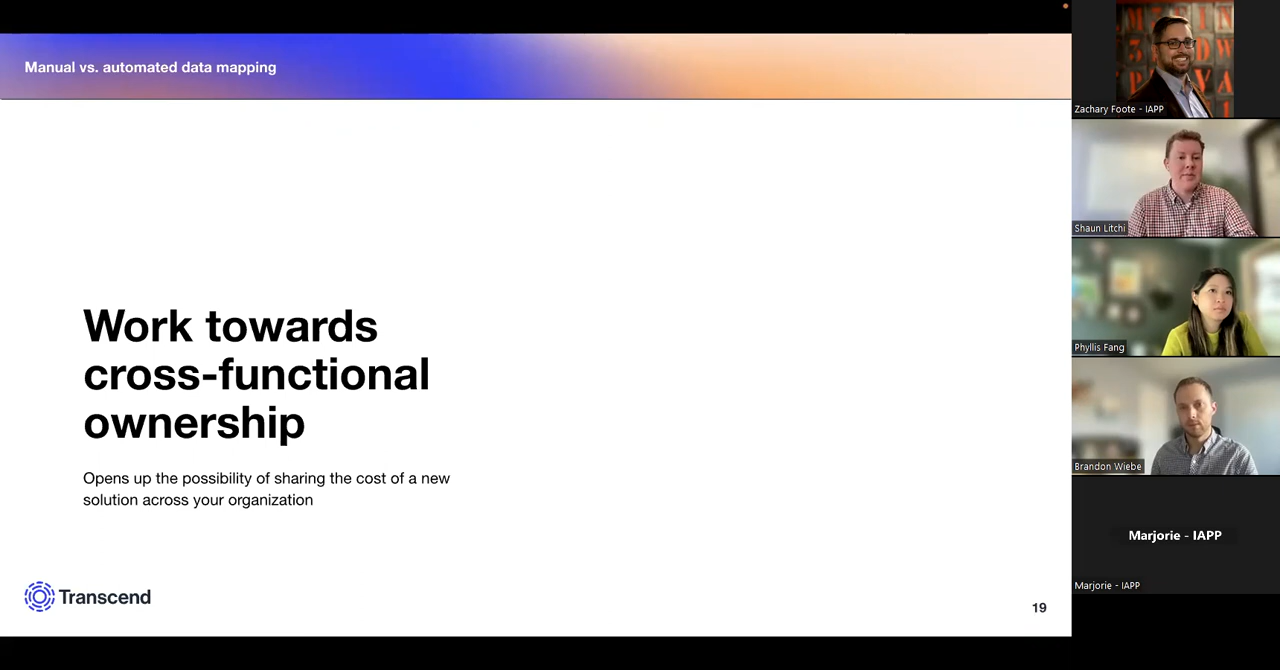 Manual vs. automated data mapping
Work towards
cross-functional
ownership
Opens up the possibility of sharing the cost of a new
solution across your organization
Transcend
19
Zachary Foote - IAPP
Shaun Litchi
Phyllis Fang
Brandon Wiebe
Marjorie - IAPP
Marjorie - IAPP